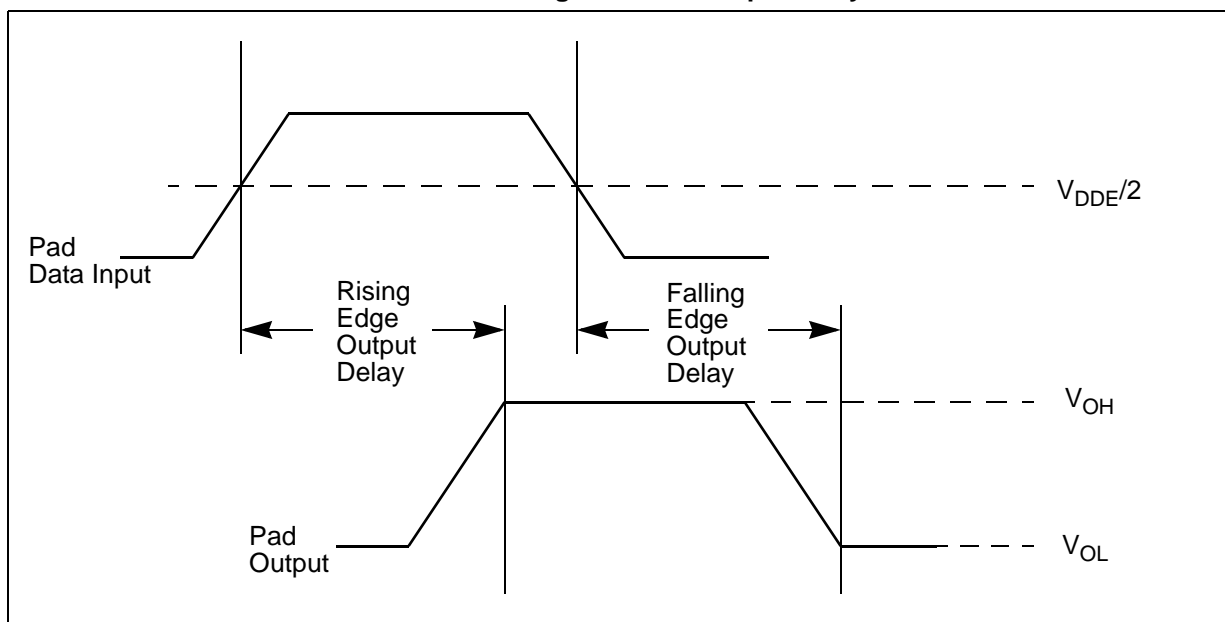 V_DDE/2
Pad
Data Input
Rising
Edge
Output
Delay
Falling
Edge
Output
Delay
V_OH
Pad
Output
V_OL